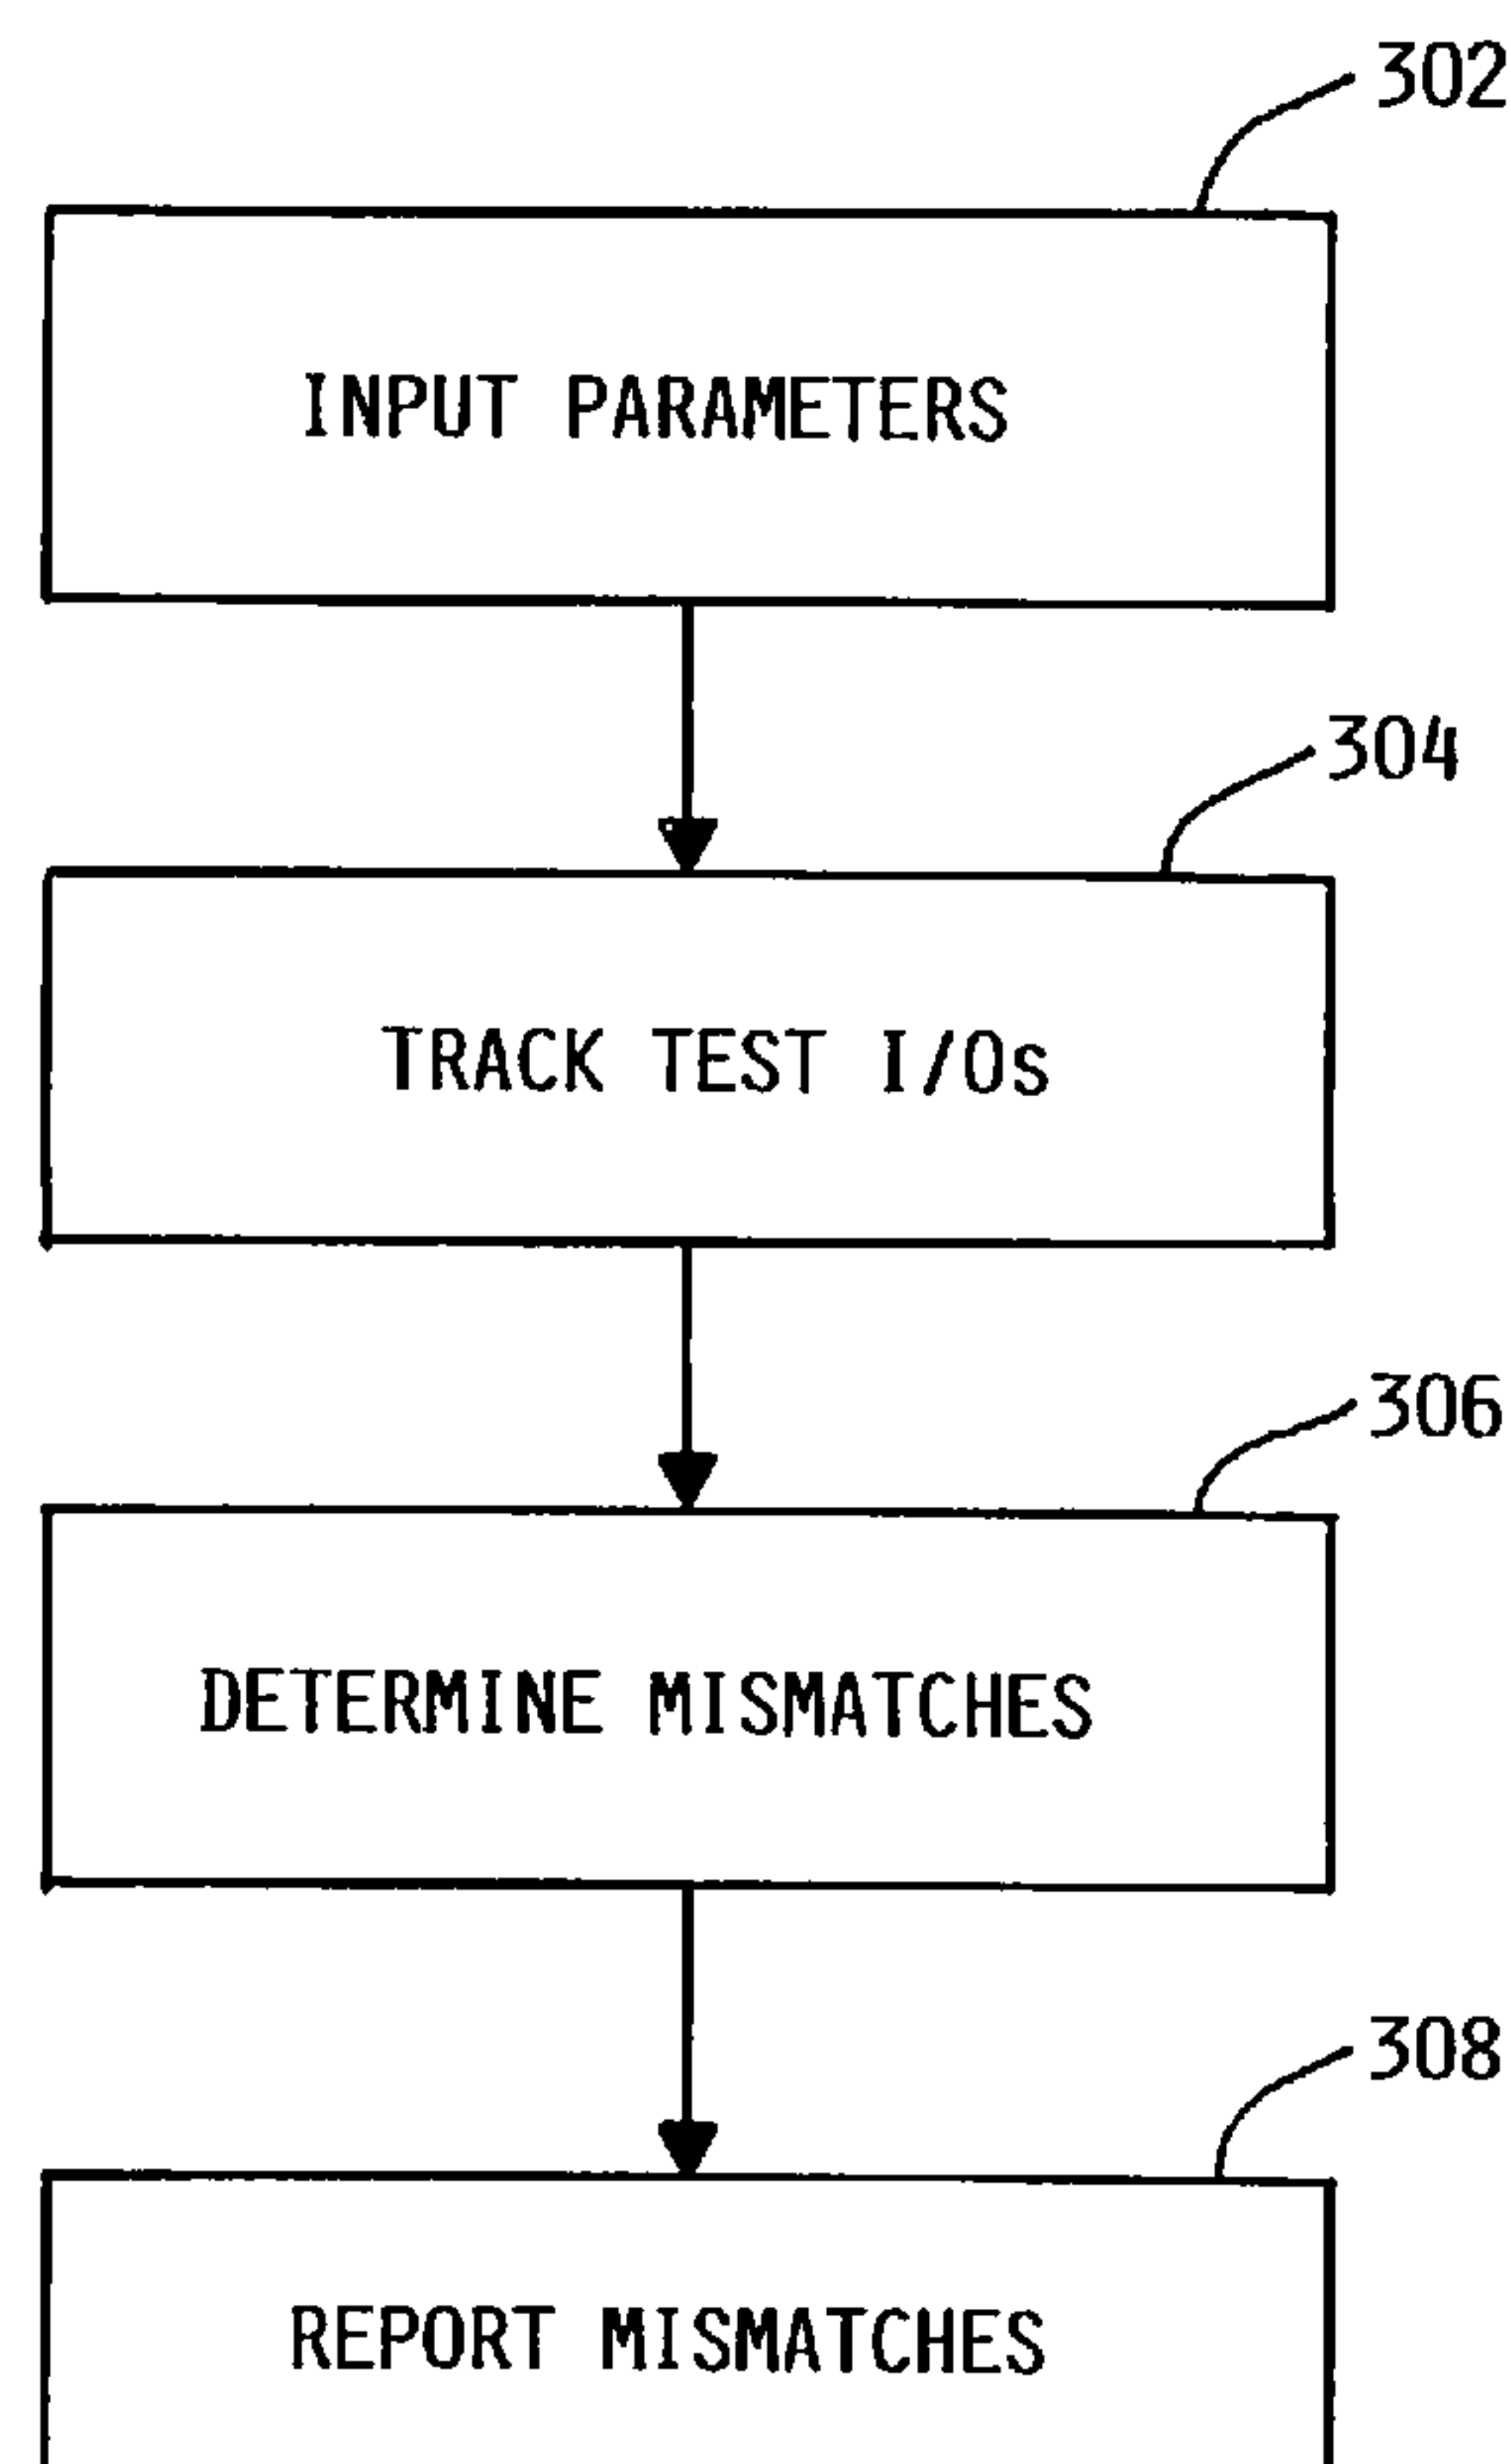 302
INPUT PARAMETERS
304
TRACK TEST I/Os
306
DETERMINE MISMATCHES
308
REPORT MISMATCHES